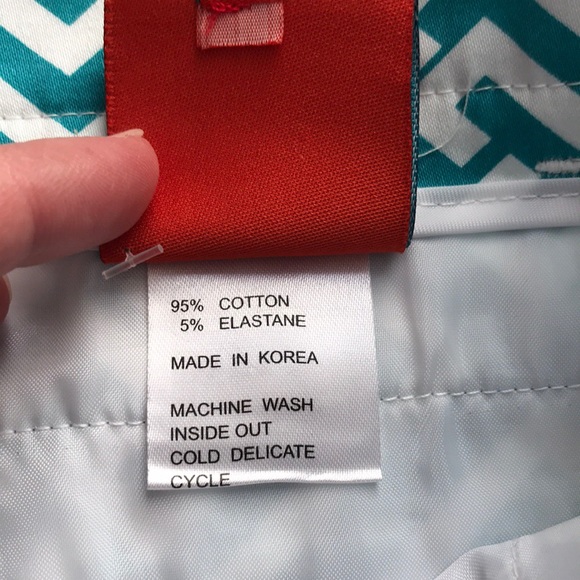 95% COTTON
5% ELASTANE
MADE IN KOREA
MACHINE WASH
INSIDE OUT
COLD DELICATE
CYCLE